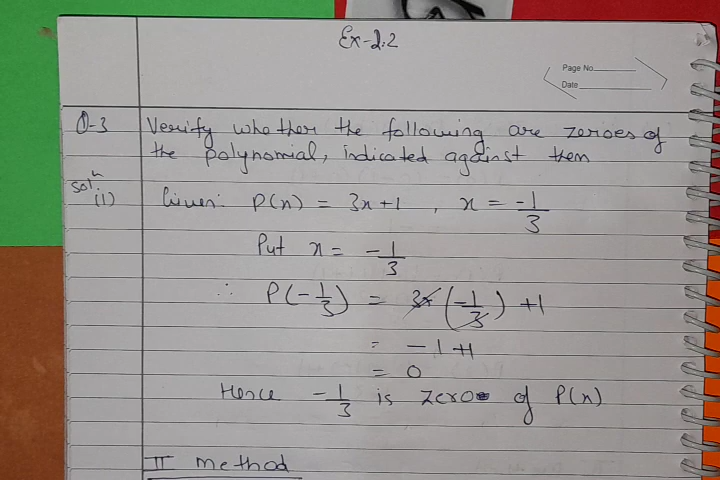 Ex-2.2
Page No.
Date
Q-3 Verify whether the following are zeroes of
the polynomial, indicated against them
Solⁿ
(i) Given: P(x) = 3x+1 , x = -1/3
Put x = -1/3
∴ P(-1/3) = 3x(-1/3) +1
= -1+1
= 0
Hence -1/3 is zero of P(x)
II method